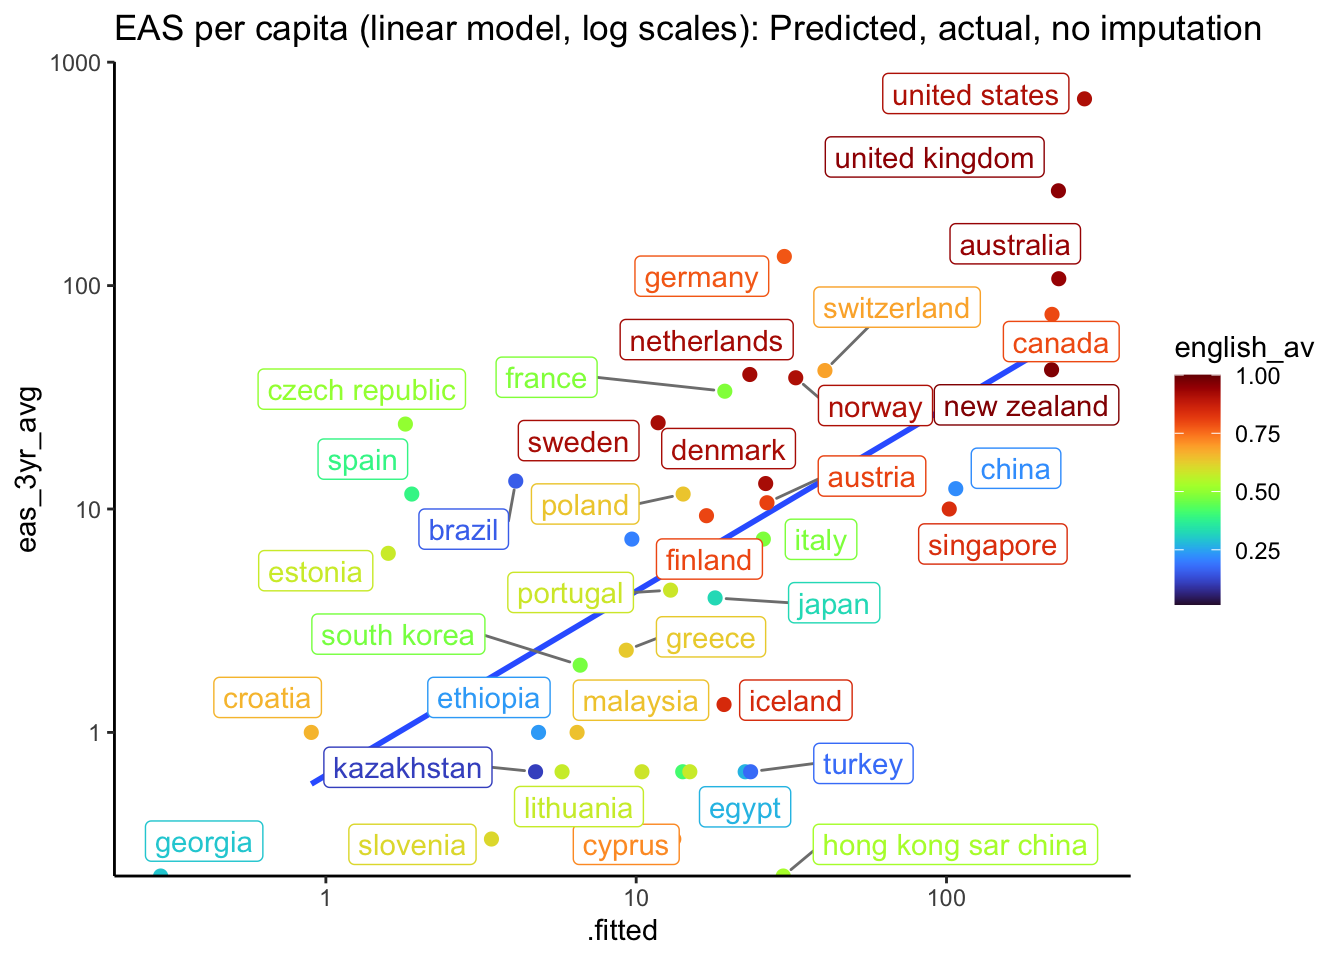 EAS per capita (linear model, log scales): Predicted, actual, no imputation
1000
united states
united kingdom
australia
germany
100
switzerland
netherlands
canada
english_av
france
1.00
czech republic
norway
new zealand
sweden
denmark
0.75
spain
china
austria
eas_3yr_avg
poland
0.50
10
brazil
italy
singapore
finland
0.25
estonia
portugal
japan
south korea
greece
croatia
ethiopia
malaysia
iceland
1
kazakhstan
turkey
lithuania
egypt
georgia
slovenia
cyprus
hong kong sar china
1
10
100
.fitted